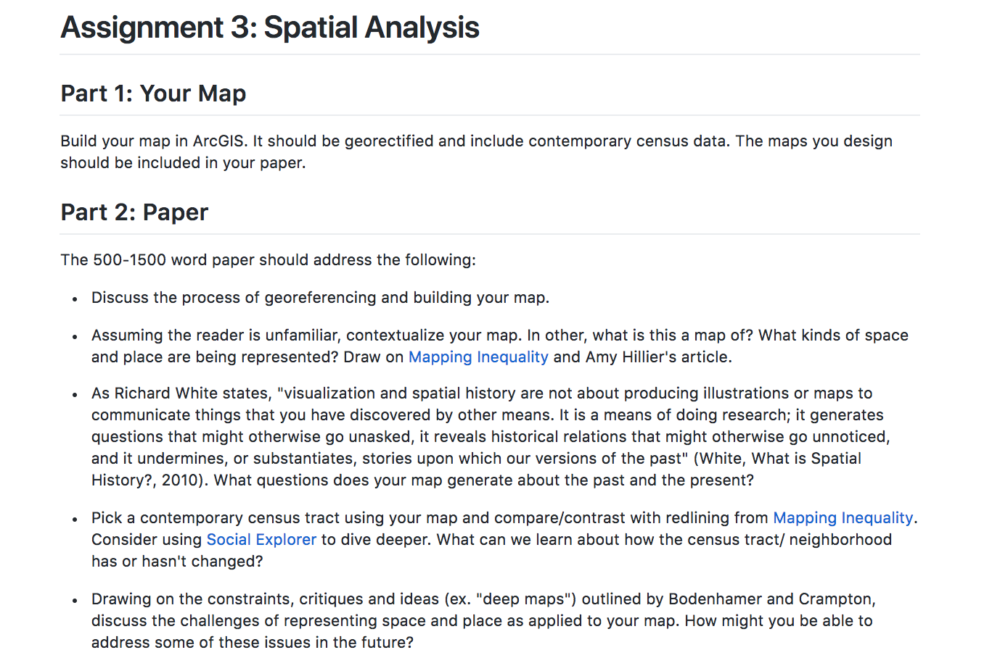 Assignment 3: Spatial Analysis
Part 1: Your Map
Build your map in ArcGIS. It should be georectified and include contemporary census data. The maps you design
should be included in your paper.
Part 2: Paper
The 500-1500 word paper should address the following:
• Discuss the process of georeferencing and building your map.
• Assuming the reader is unfamiliar, contextualize your map. In other, what is this a map of? What kinds of space
and place are being represented? Draw on Mapping Inequality and Amy Hillier's article.
• As Richard White states, "visualization and spatial history are not about producing illustrations or maps to
communicate things that you have discovered by other means. It is a means of doing research; it generates
questions that might otherwise go unasked, it reveals historical relations that might otherwise go unnoticed,
and it undermines, or substantiates, stories upon which our versions of the past" (White, What is Spatial
History?, 2010). What questions does your map generate about the past and the present?
• Pick a contemporary census tract using your map and compare/contrast with redlining from Mapping Inequality.
Consider using Social Explorer to dive deeper. What can we learn about how the census tract/ neighborhood
has or hasn't changed?
• Drawing on the constraints, critiques and ideas (ex. "deep maps") outlined by Bodenhamer and Crampton,
discuss the challenges of representing space and place as applied to your map. How might you be able to
address some of these issues in the future?